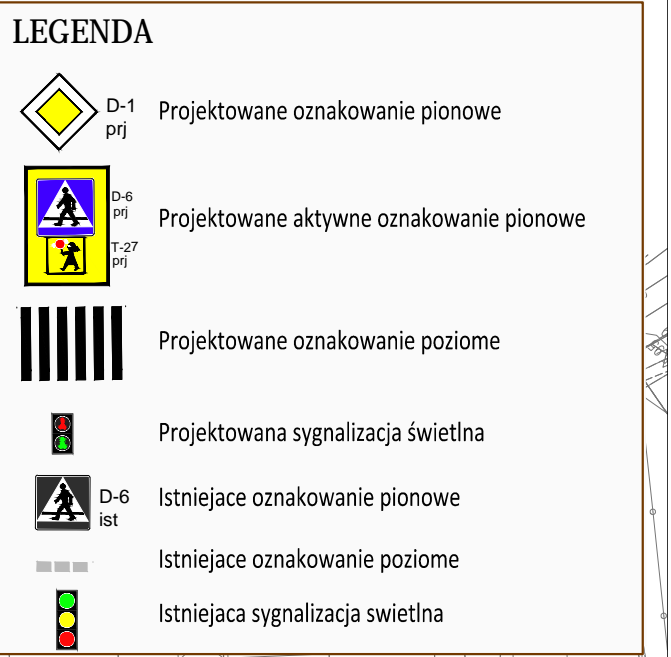 LEGENDA
D-1
prj
Projektowane oznakowanie pionowe
D-6
prj
T-27
prj
Projektowane aktywne oznakowanie pionowe
Projektowane oznakowanie poziome
Projektowana sygnalizacja świetlna
D-6
ist
Istniejace oznakowanie pionowe
Istniejace oznakowanie poziome
Istniejaca sygnalizacja swietlna